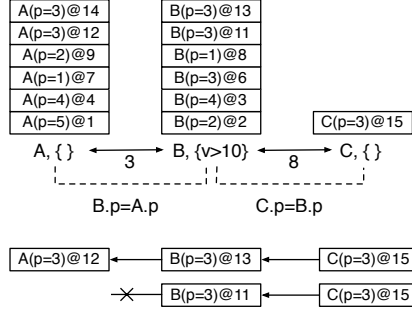 A(p=3)@14 B(p=3)@13
A(p=3)@12 B(p=3)@11
A(p=2)@9 B(p=1)@8
A(p=1)@7 B(p=3)@6
A(p=4)@4 B(p=4)@3
A(p=5)@1 B(p=2)@2 C(p=3)@15
A, { } 3 B, {v>10} 8 C, { }
B.p=A.p C.p=B.p
A(p=3)@12 B(p=3)@13 C(p=3)@15
B(p=3)@11 C(p=3)@15